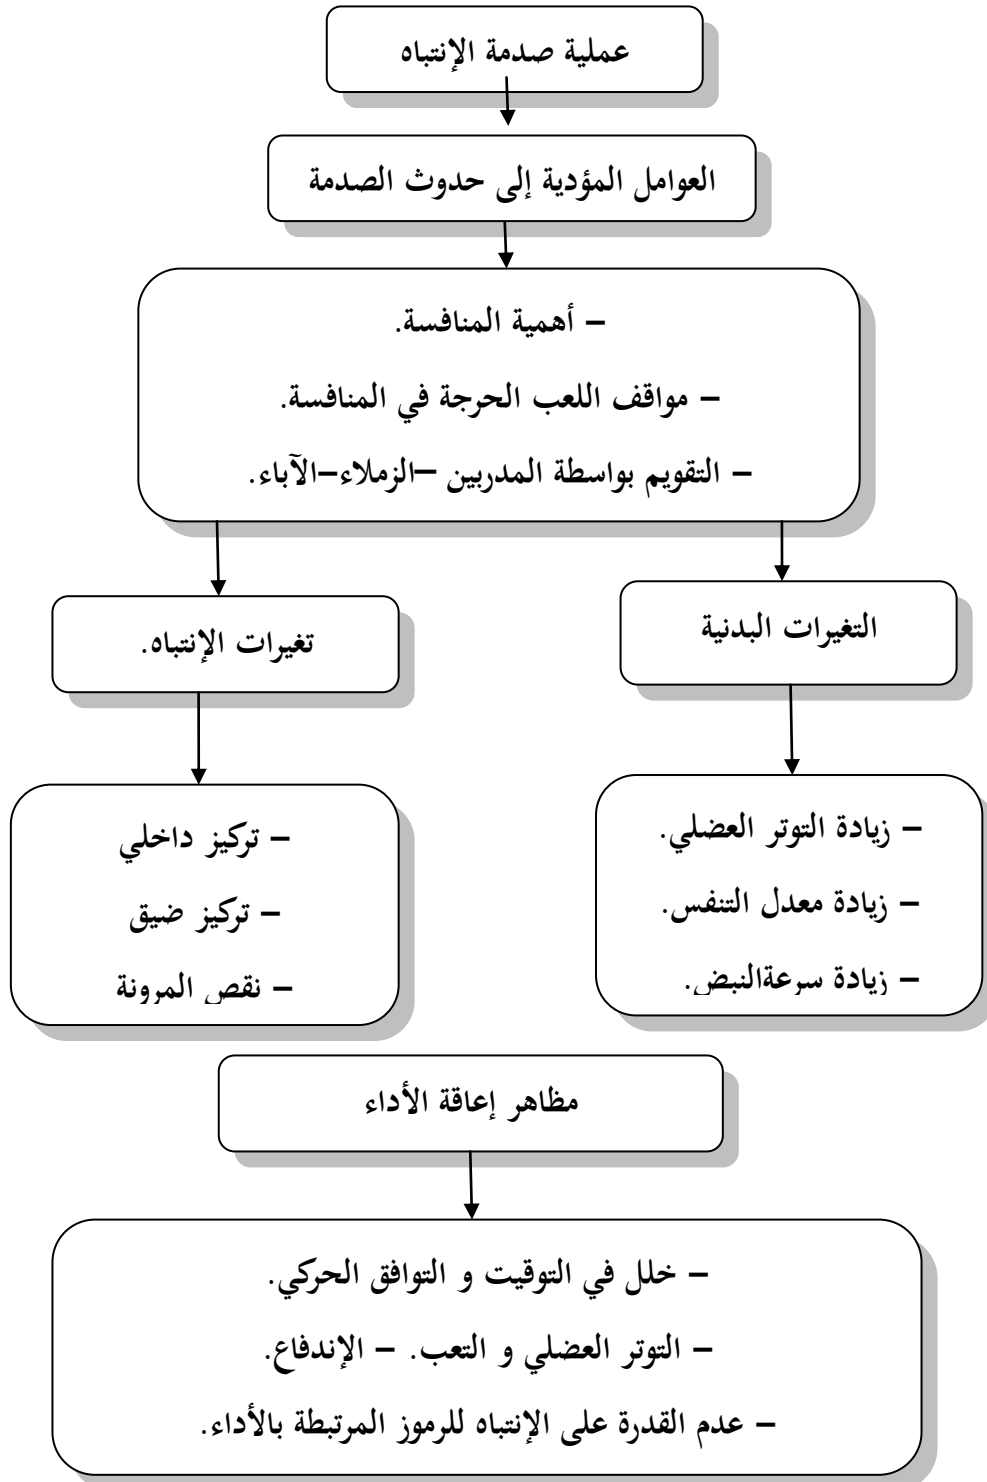 عملية صدمة الإنتباه
العوامل المؤدية إلى حدوث الصدمة
– أهمية المنافسة.
– مواقف اللعب الحرجة في المنافسة.
– التقويم بواسطة المدربين –الزملاء–الآباء.
التغيرات البدنية
تغيرات الإنتباه.
– زيادة التوتر العضلي.
– زيادة معدل التنفس.
– زيادة سرعةالنبض.
– تركيز داخلي
– تركيز ضيق
– نقص المرونة
مظاهر إعاقة الأداء
– خلل في التوقيت و التوافق الحركي.
– التوتر العضلي و التعب. – الإندفاع.
– عدم القدرة على الإنتباه للرموز المرتبطة بالأداء.